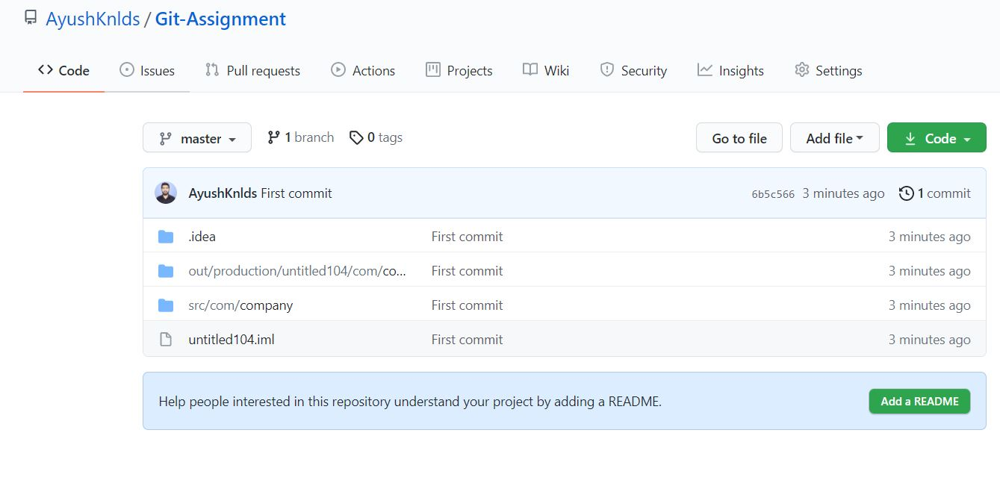 AyushKnlds / Git-Assignment
Code Issues Pull requests Actions Projects Wiki Security Insights Settings
master 1 branch 0 tags Go to file Add file Code
AyushKnlds First commit 6b5c566 3 minutes ago 1 commit
.idea First commit 3 minutes ago
out/production/untitled104/com/co... First commit 3 minutes ago
src/com/company First commit 3 minutes ago
untitled104.iml First commit 3 minutes ago
Help people interested in this repository understand your project by adding a README. Add a README